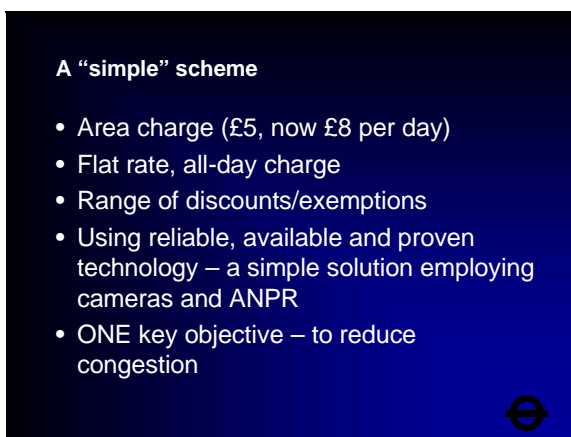 A “simple” scheme
• Area charge (£5, now £8 per day)
• Flat rate, all-day charge
• Range of discounts/exemptions
• Using reliable, available and proven
technology – a simple solution employing
cameras and ANPR
• ONE key objective – to reduce
congestion